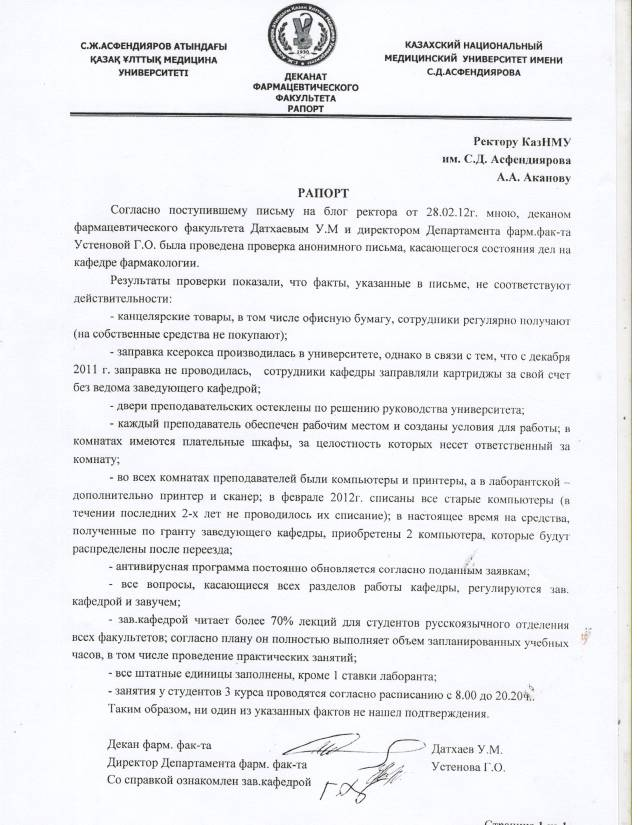 С.Ж.АСФЕНДИЯРОВ АТЫНДАҒЫ
ҚАЗАҚ ҰЛТТЫҚ МЕДИЦИНА
УНИВЕРСИТЕТІ
1930
ДЕКАНАТ
ФАРМАЦЕВТИЧЕСКОГО
ФАКУЛЬТЕТА
РАПОРТ
КАЗАХСКИЙ НАЦИОНАЛЬНЫЙ
МЕДИЦИНСКИЙ УНИВЕРСИТЕТ ИМЕНИ
С.Д.АСФЕНДИЯРОВА
Ректору КазНМУ
им. С.Д. Асфендиярова
А.А. Аканову
РАПОРТ
Согласно поступившему письму на блог ректора от 28.02.12г. мною, деканом
фармацевтического факультета Датхаевым У.М и директором Департамента фарм.фак-та
Устеновой Г.О. была проведена проверка анонимного письма, касающегося состояния дел на
кафедре фармакологии.
Результаты проверки показали, что факты, указанные в письме, не соответствуют
действительности:
- канцелярские товары, в том числе офисную бумагу, сотрудники регулярно получают
(на собственные средства не покупают);
- заправка ксерокса производилась в университете, однако в связи с тем, что с декабря
2011 г. заправка не проводилась, сотрудники кафедры заправляли картриджы за свой счет
без ведома заведующего кафедрой;
- двери преподавательских остеклены по решению руководства университета;
- каждый преподаватель обеспечен рабочим местом и созданы условия для работы; в
комнатах имеются плательные шкафы, за целостность которых несет ответственный за
комнату;
- во всех комнатах преподавателей были компьютеры и принтеры, а в лаборантской –
дополнительно принтер и сканер; в феврале 2012г. списаны все старые компьютеры (в
течении последних 2-х лет не проводилось их списание); в настоящее время на средства,
полученные по гранту заведующего кафедры, приобретены 2 компьютера, которые будут
распределены после переезда;
- антивирусная программа постоянно обновляется согласно поданным заявкам;
- все вопросы, касающиеся всех разделов работы кафедры, регулируются зав.
кафедрой и завучем;
- зав.кафедрой читает более 70% лекций для студентов русскоязычного отделения
всех факультетов; согласно плану он полностью выполняет объем запланированных учебных
часов, в том числе проведение практических занятий;
- все штатные единицы заполнены, кроме 1 ставки лаборанта;
- занятия у студентов 3 курса проводятся согласно расписанию с 8.00 до 20.20ч.
Таким образом, ни один из указанных фактов не нашел подтверждения.
Декан фарм. фак-та Датхаев У.М.
Директор Департамента фарм. фак-та Устенова Г.О.
Со справкой ознакомлен зав.кафедрой